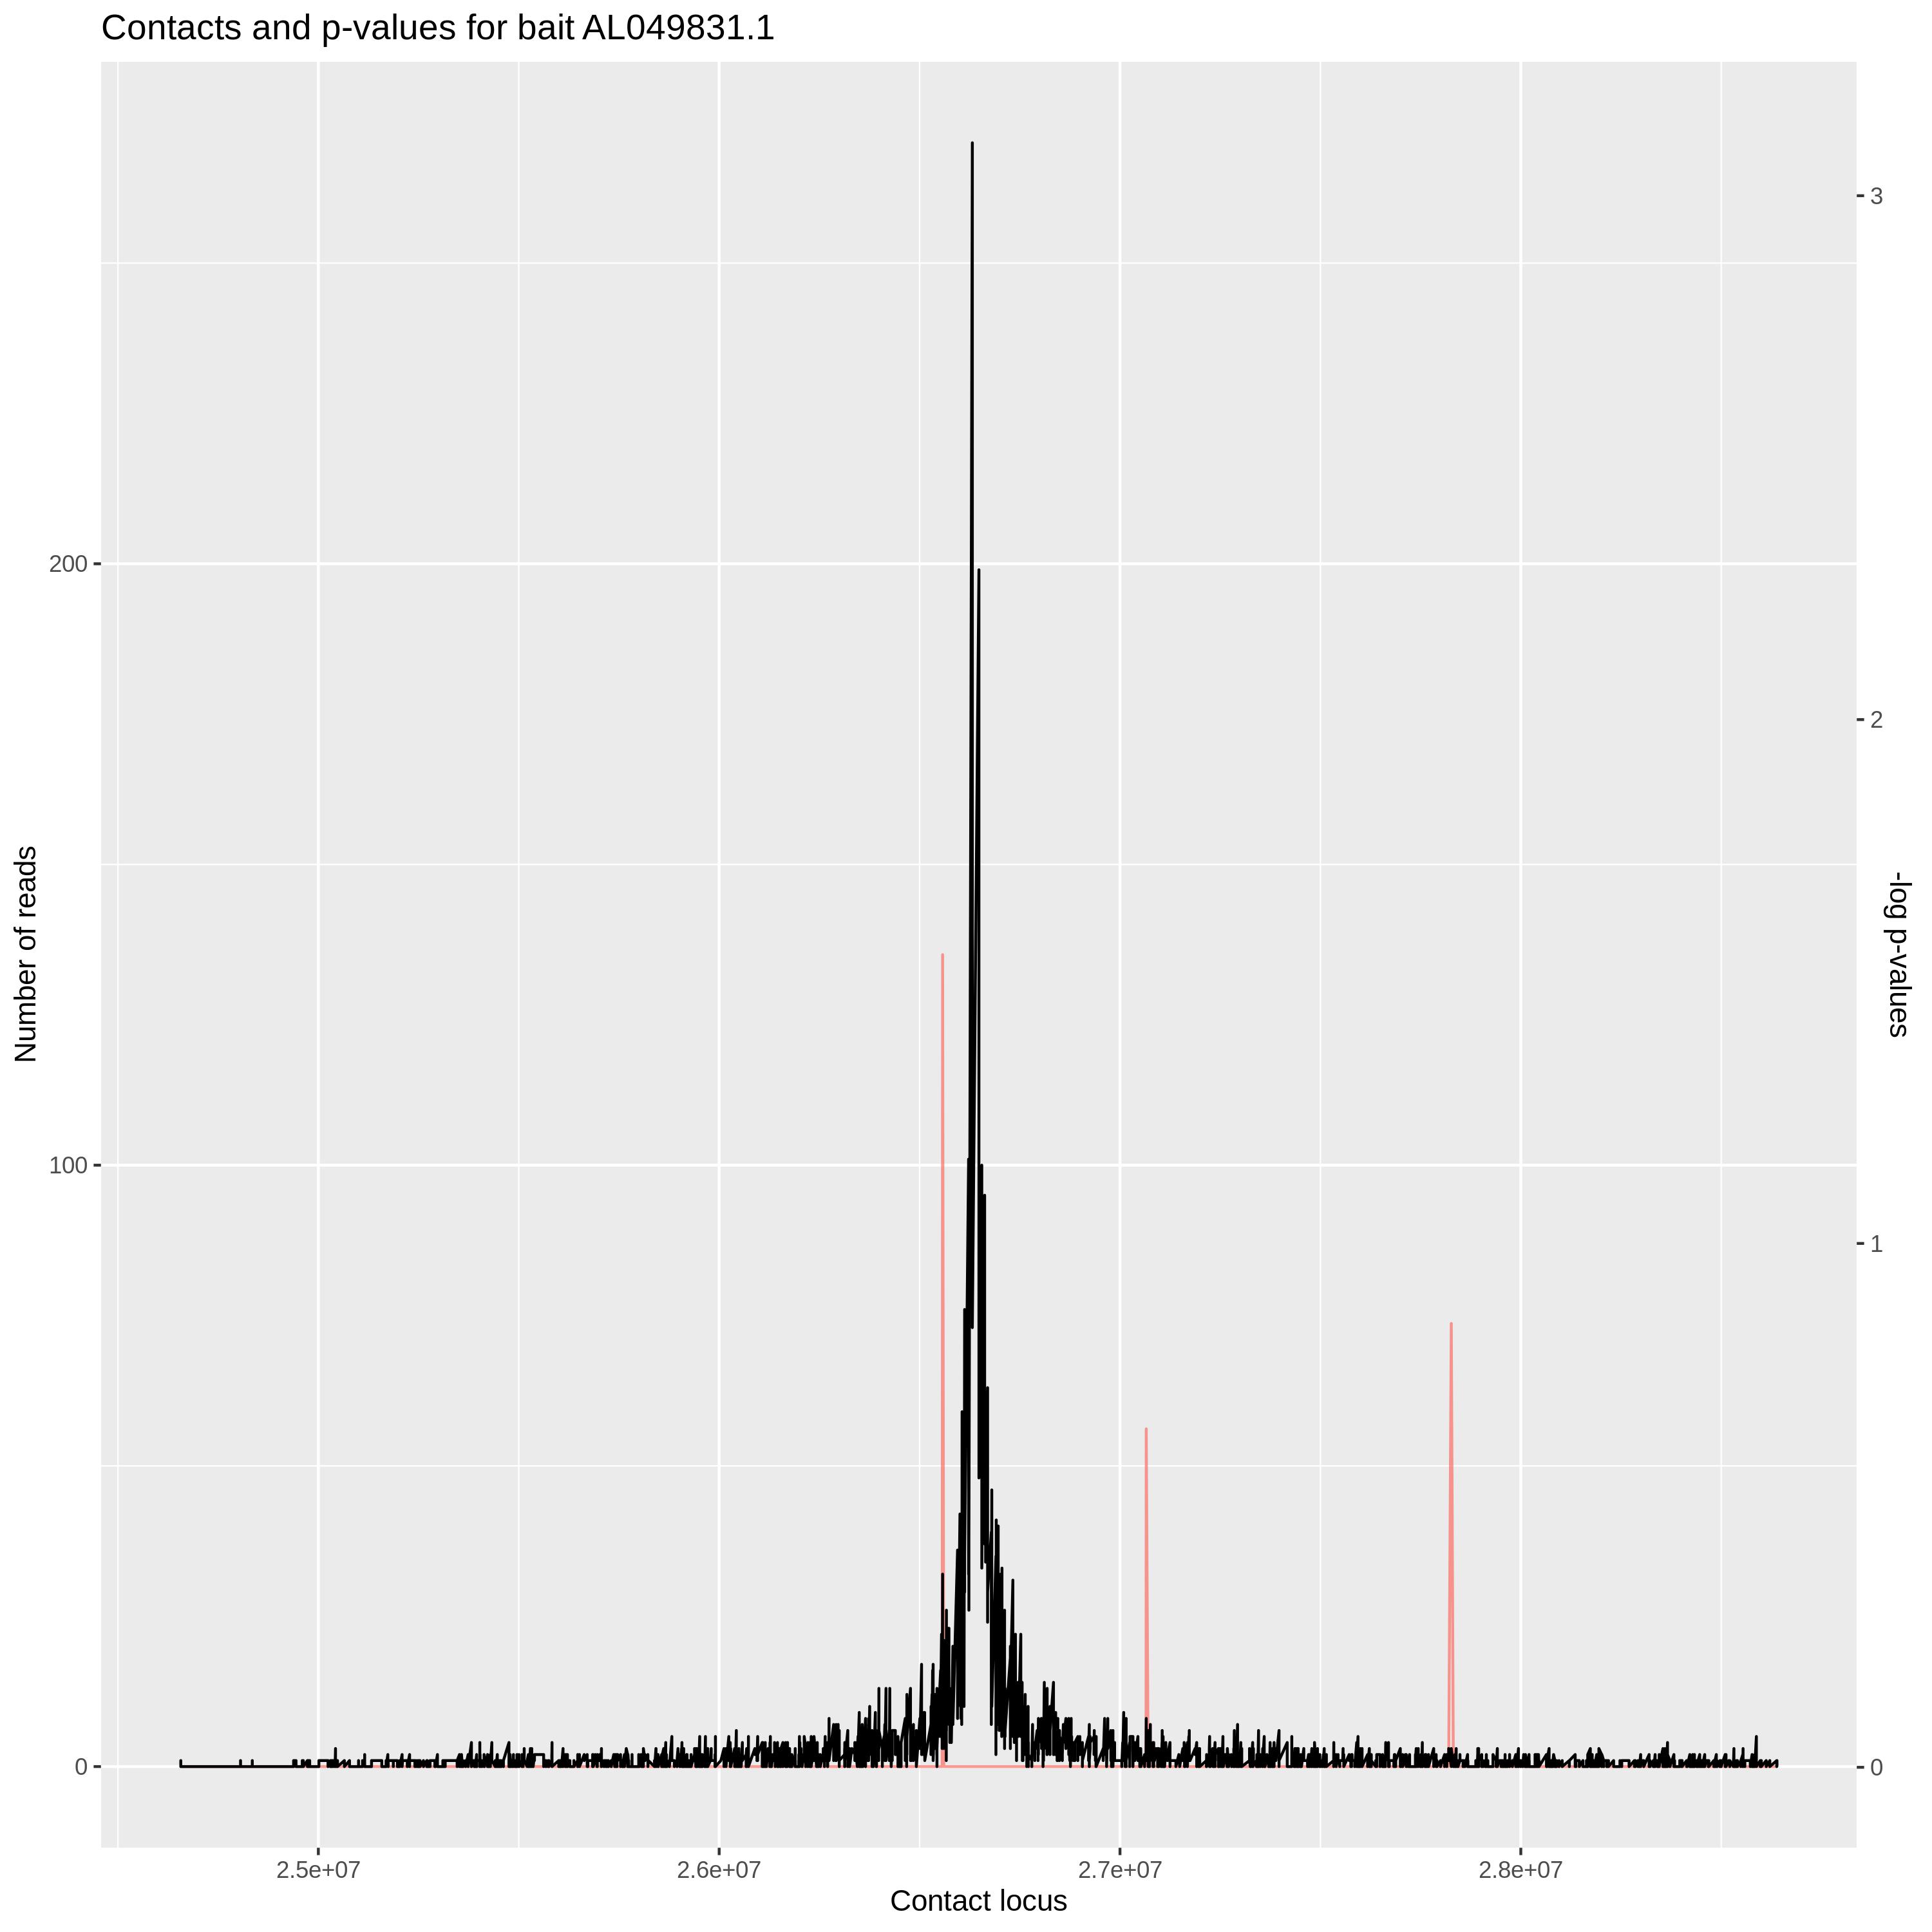 Contacts and p-values for bait AL049831.1
Number of reads
200
100
0
3
2
1
0
-log p-values
2.5e+07
2.6e+07
2.7e+07
2.8e+07
Contact locus